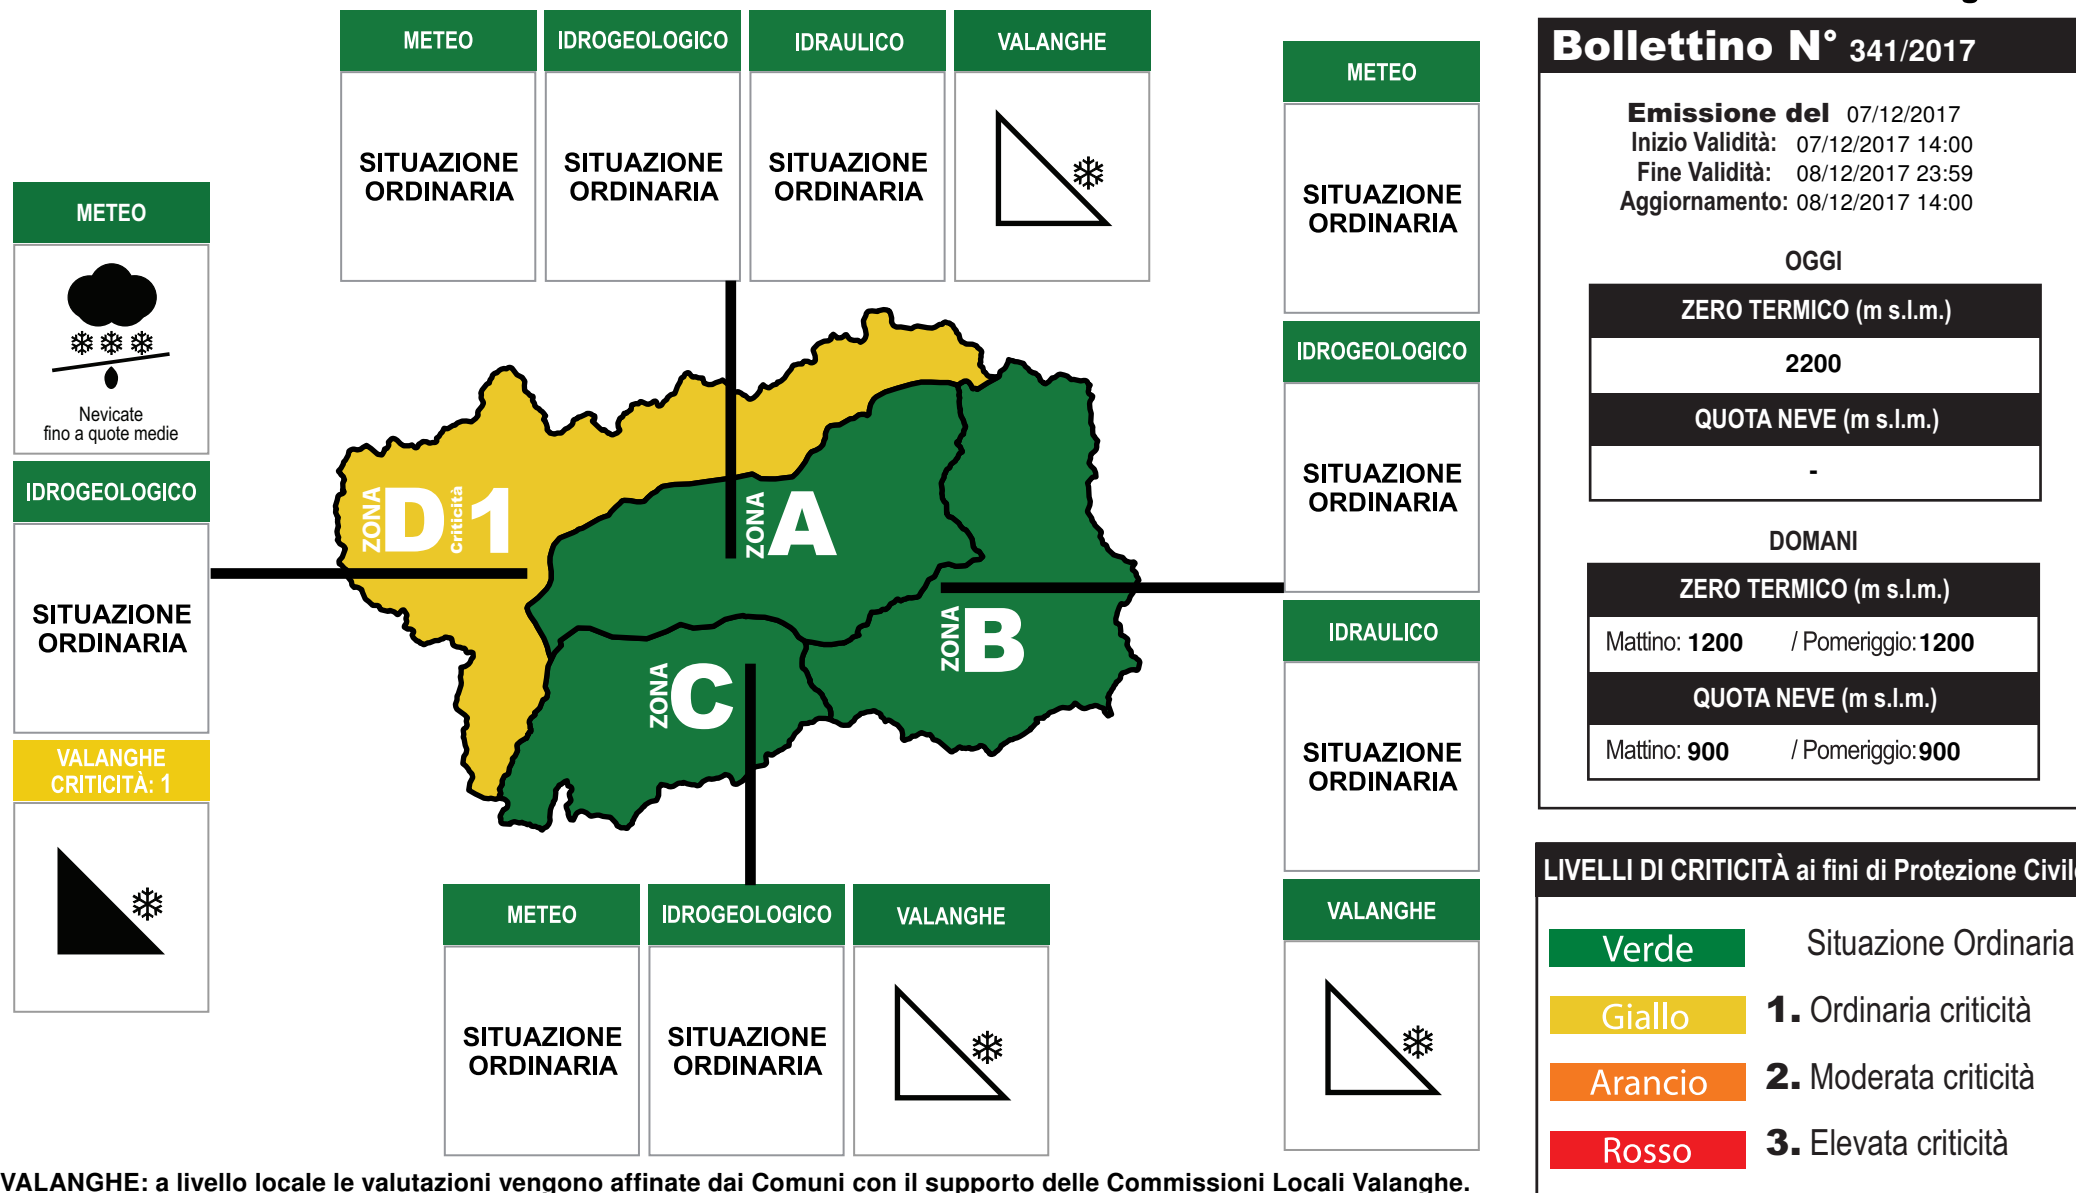 METEO
IDROGEOLOGICO
IDRAULICO
VALANGHE
SITUAZIONE
ORDINARIA
SITUAZIONE
ORDINARIA
SITUAZIONE
ORDINARIA
METEO
Nevicate
fino a quote medie
IDROGEOLOGICO
SITUAZIONE
ORDINARIA
VALANGHE
CRITICITÀ: 1
ZONA D Criticità 1
ZONA A
ZONA B
ZONA C
METEO
SITUAZIONE
ORDINARIA
IDROGEOLOGICO
SITUAZIONE
ORDINARIA
IDRAULICO
SITUAZIONE
ORDINARIA
VALANGHE
METEO
IDROGEOLOGICO
VALANGHE
SITUAZIONE
ORDINARIA
SITUAZIONE
ORDINARIA
VALANGHE: a livello locale le valutazioni vengono affinate dai Comuni con il supporto delle Commissioni Locali Valanghe.
Bollettino N° 341/2017
Emissione del 07/12/2017
Inizio Validità: 07/12/2017 14:00
Fine Validità: 08/12/2017 23:59
Aggiornamento: 08/12/2017 14:00
OGGI
ZERO TERMICO (m s.l.m.)
2200
QUOTA NEVE (m s.l.m.)
-
DOMANI
ZERO TERMICO (m s.l.m.)
Mattino: 1200 / Pomeriggio: 1200
QUOTA NEVE (m s.l.m.)
Mattino: 900 / Pomeriggio: 900
LIVELLI DI CRITICITÀ ai fini di Protezione Civil
Verde Situazione Ordinaria
Giallo 1. Ordinaria criticità
Arancio 2. Moderata criticità
Rosso 3. Elevata criticità